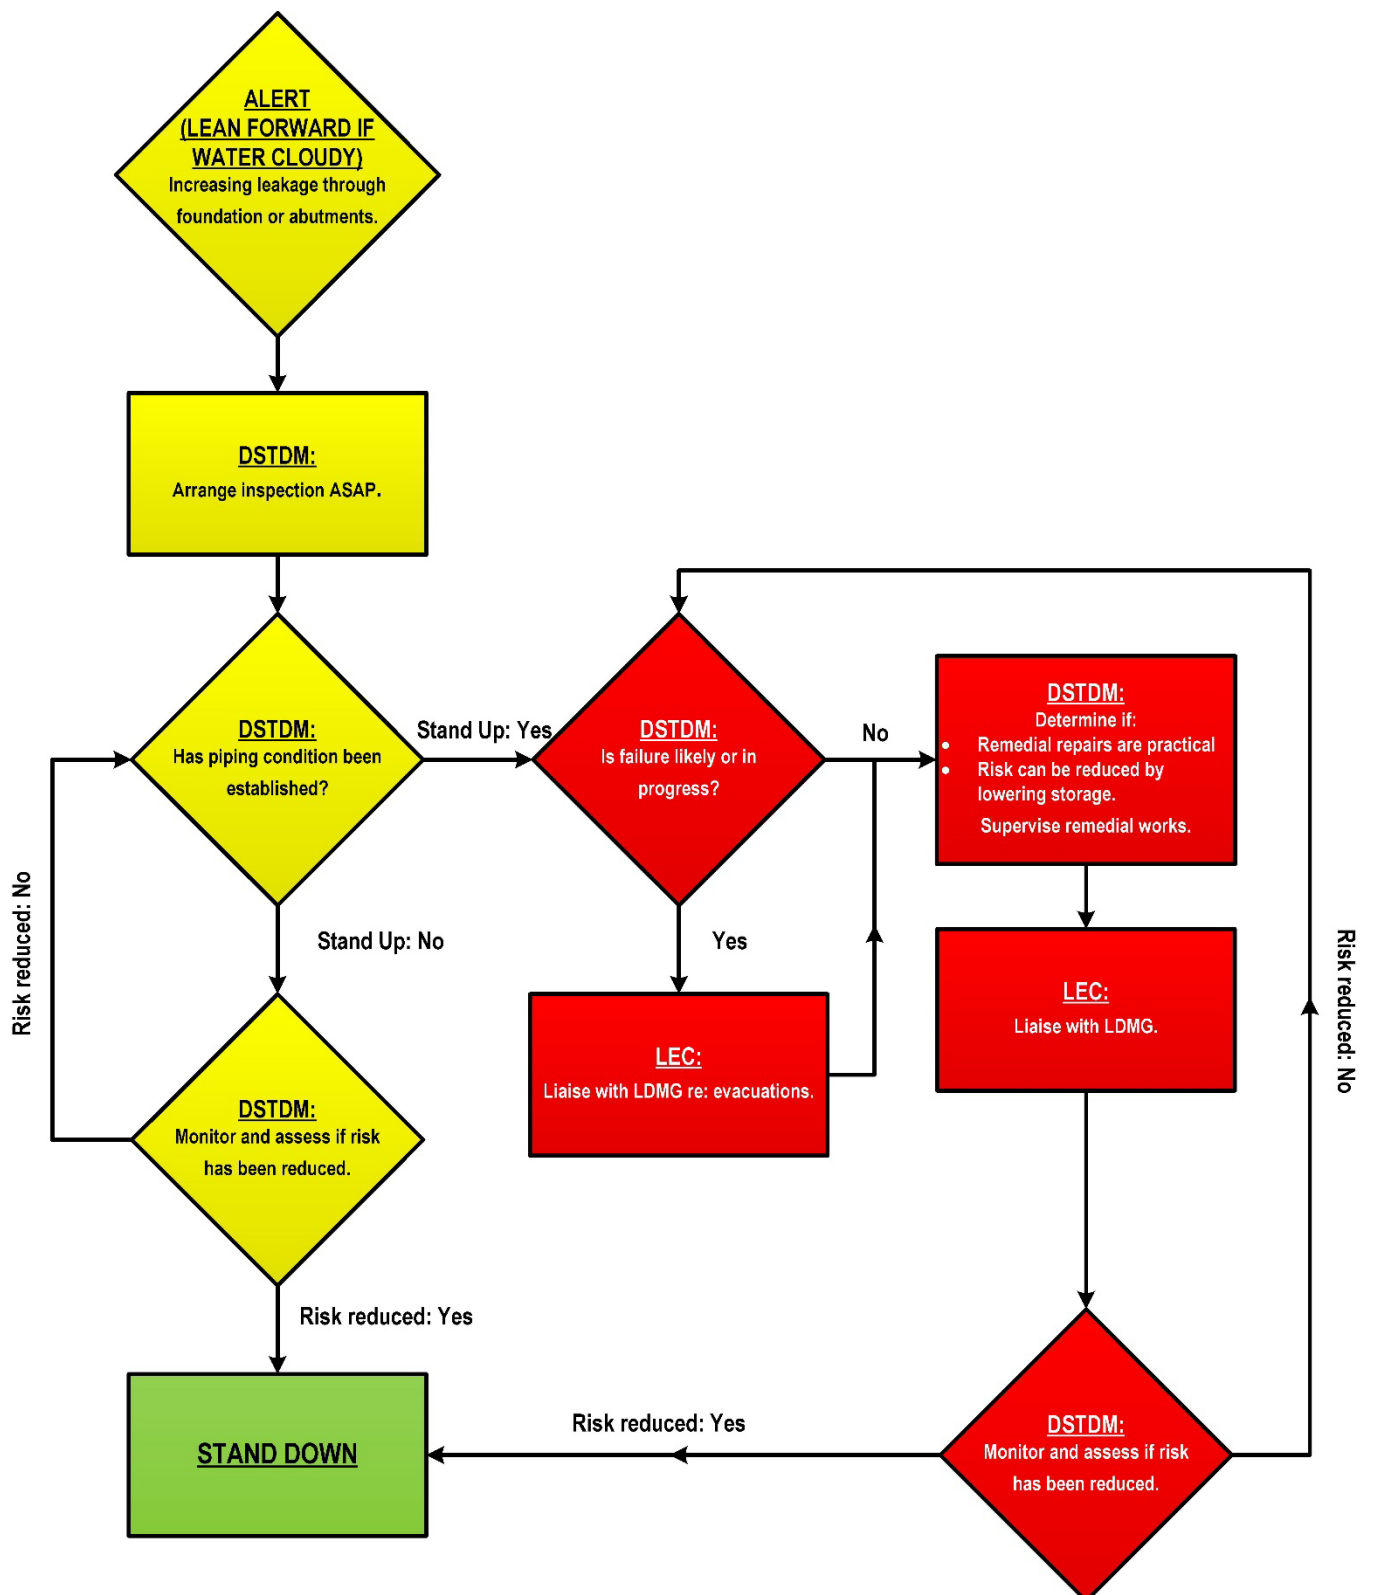 ALERT
(LEAN FORWARD IF
WATER CLOUDY)
Increasing leakage through
foundation or abutments.
DSTDM:
Arrange inspection ASAP.
DSTDM:
Has piping condition been
established?
Stand Up: Yes
DSTDM:
Is failure likely or in
progress?
No
DSTDM:
Determine if:
• Remedial repairs are practical
• Risk can be reduced by
lowering storage.
Supervise remedial works.
Risk reduced: No
Stand Up: No
Yes
LEC:
Liaise with LDMG re: evacuations.
LEC:
Liaise with LDMG.
Risk reduced: No
DSTDM:
Monitor and assess if risk
has been reduced.
Risk reduced: Yes
STAND DOWN
Risk reduced: Yes
DSTDM:
Monitor and assess if risk
has been reduced.